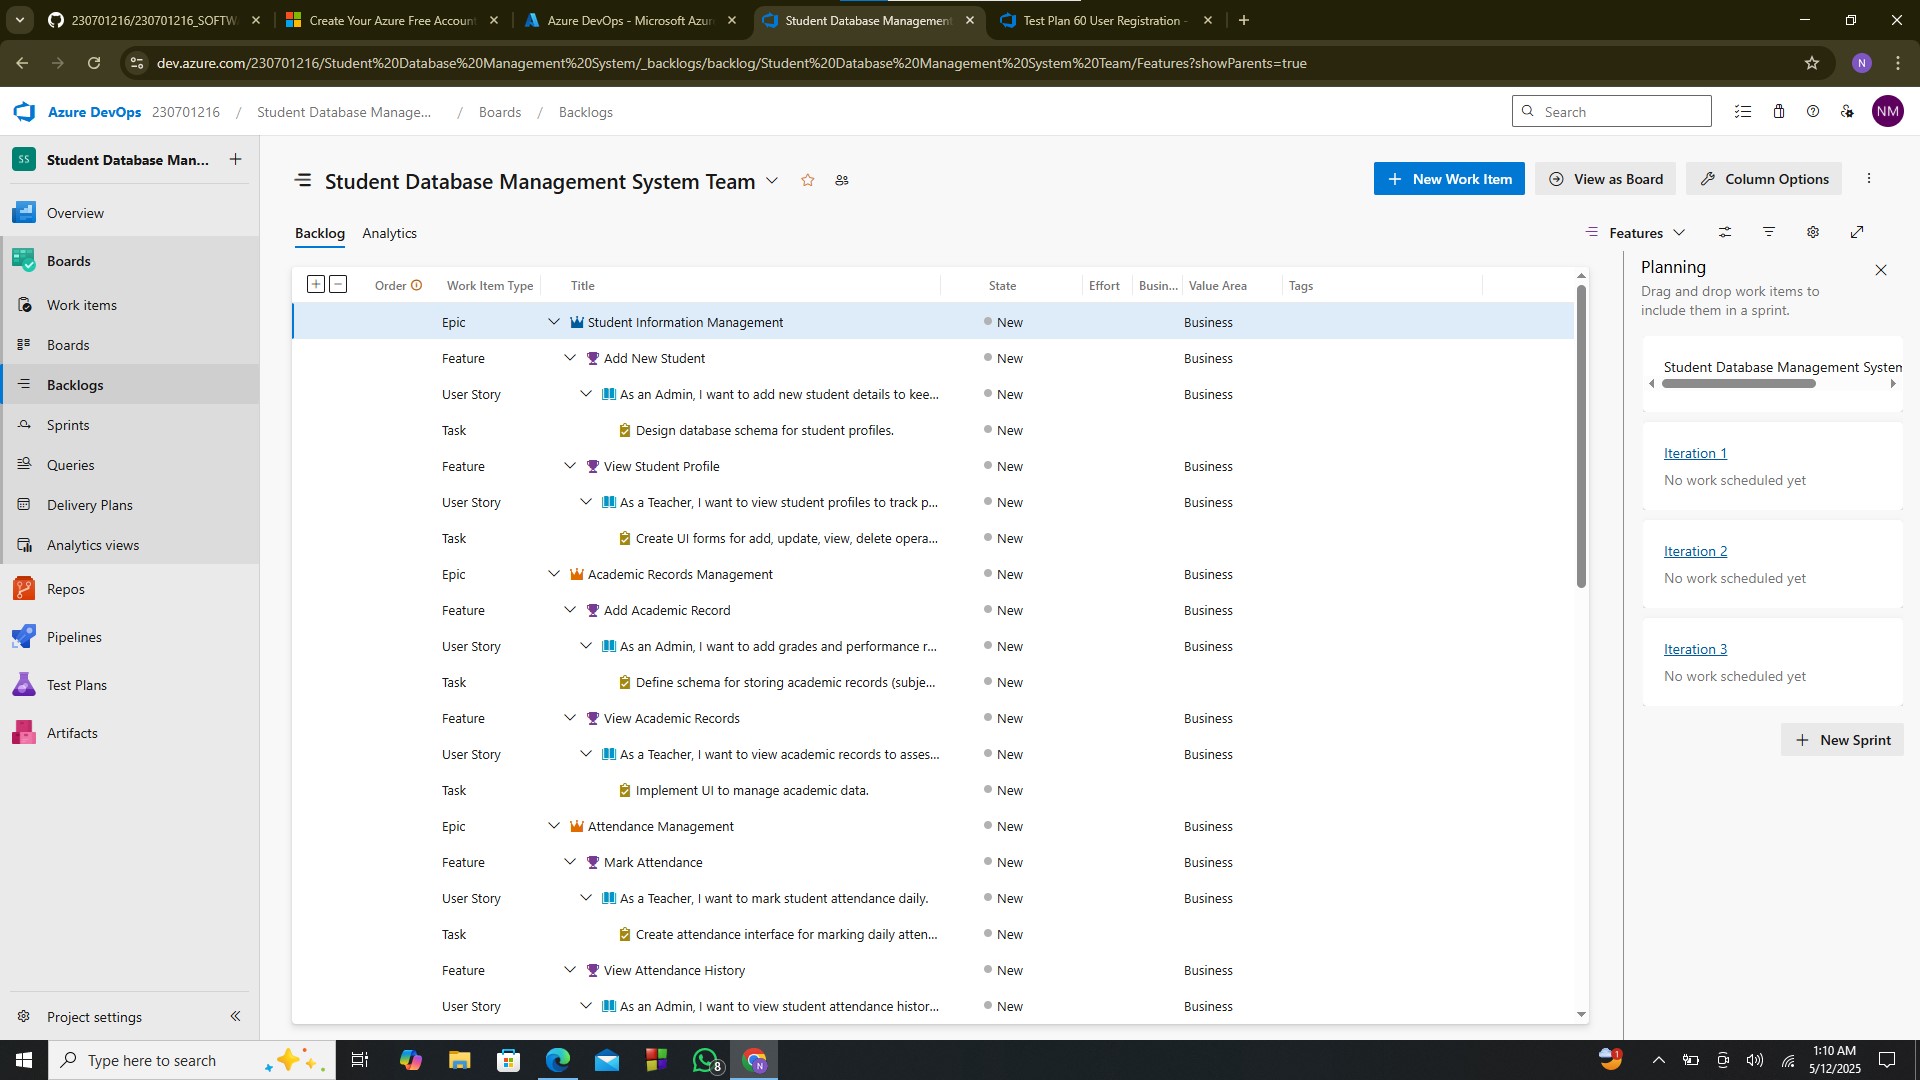 230701216/230701216_SOFTW
Create Your Azure Free Account
Azure DevOps - Microsoft Azur
Student Database Management
Test Plan 60 User Registration -
dev.azure.com/230701216/Student%20Database%20Management%20System/_backlogs/backlog/Student%20Database%20Management%20System%20Team/Features?showParents=true
N
Azure DevOps 230701216 / Student Database Manage... / Boards / Backlogs
Search
NM
SS Student Database Man...
Overview
Boards
Work items
Boards
Backlogs
Sprints
Queries
Delivery Plans
Analytics views
Repos
Pipelines
Test Plans
Artifacts
Project settings
Student Database Management System Team
New Work Item
View as Board
Column Options
Backlog Analytics
Features
Order Work Item Type Title State Effort Busin... Value Area Tags
Epic Student Information Management New Business
Feature Add New Student New Business
User Story As an Admin, I want to add new student details to kee... New Business
Task Design database schema for student profiles. New
Feature View Student Profile New Business
User Story As a Teacher, I want to view student profiles to track p... New Business
Task Create UI forms for add, update, view, delete opera... New
Epic Academic Records Management New Business
Feature Add Academic Record New Business
User Story As an Admin, I want to add grades and performance r... New Business
Task Define schema for storing academic records (subje... New
Feature View Academic Records New Business
User Story As a Teacher, I want to view academic records to asses... New Business
Task Implement UI to manage academic data. New
Epic Attendance Management New Business
Feature Mark Attendance New Business
User Story As a Teacher, I want to mark student attendance daily. New Business
Task Create attendance interface for marking daily atten... New
Feature View Attendance History New Business
User Story As an Admin, I want to view student attendance histor... New Business
Planning
Drag and drop work items to
include them in a sprint.
Student Database Management System
Iteration 1
No work scheduled yet
Iteration 2
No work scheduled yet
Iteration 3
No work scheduled yet
New Sprint
Type here to search
8
N
1
1:10 AM
5/12/2025